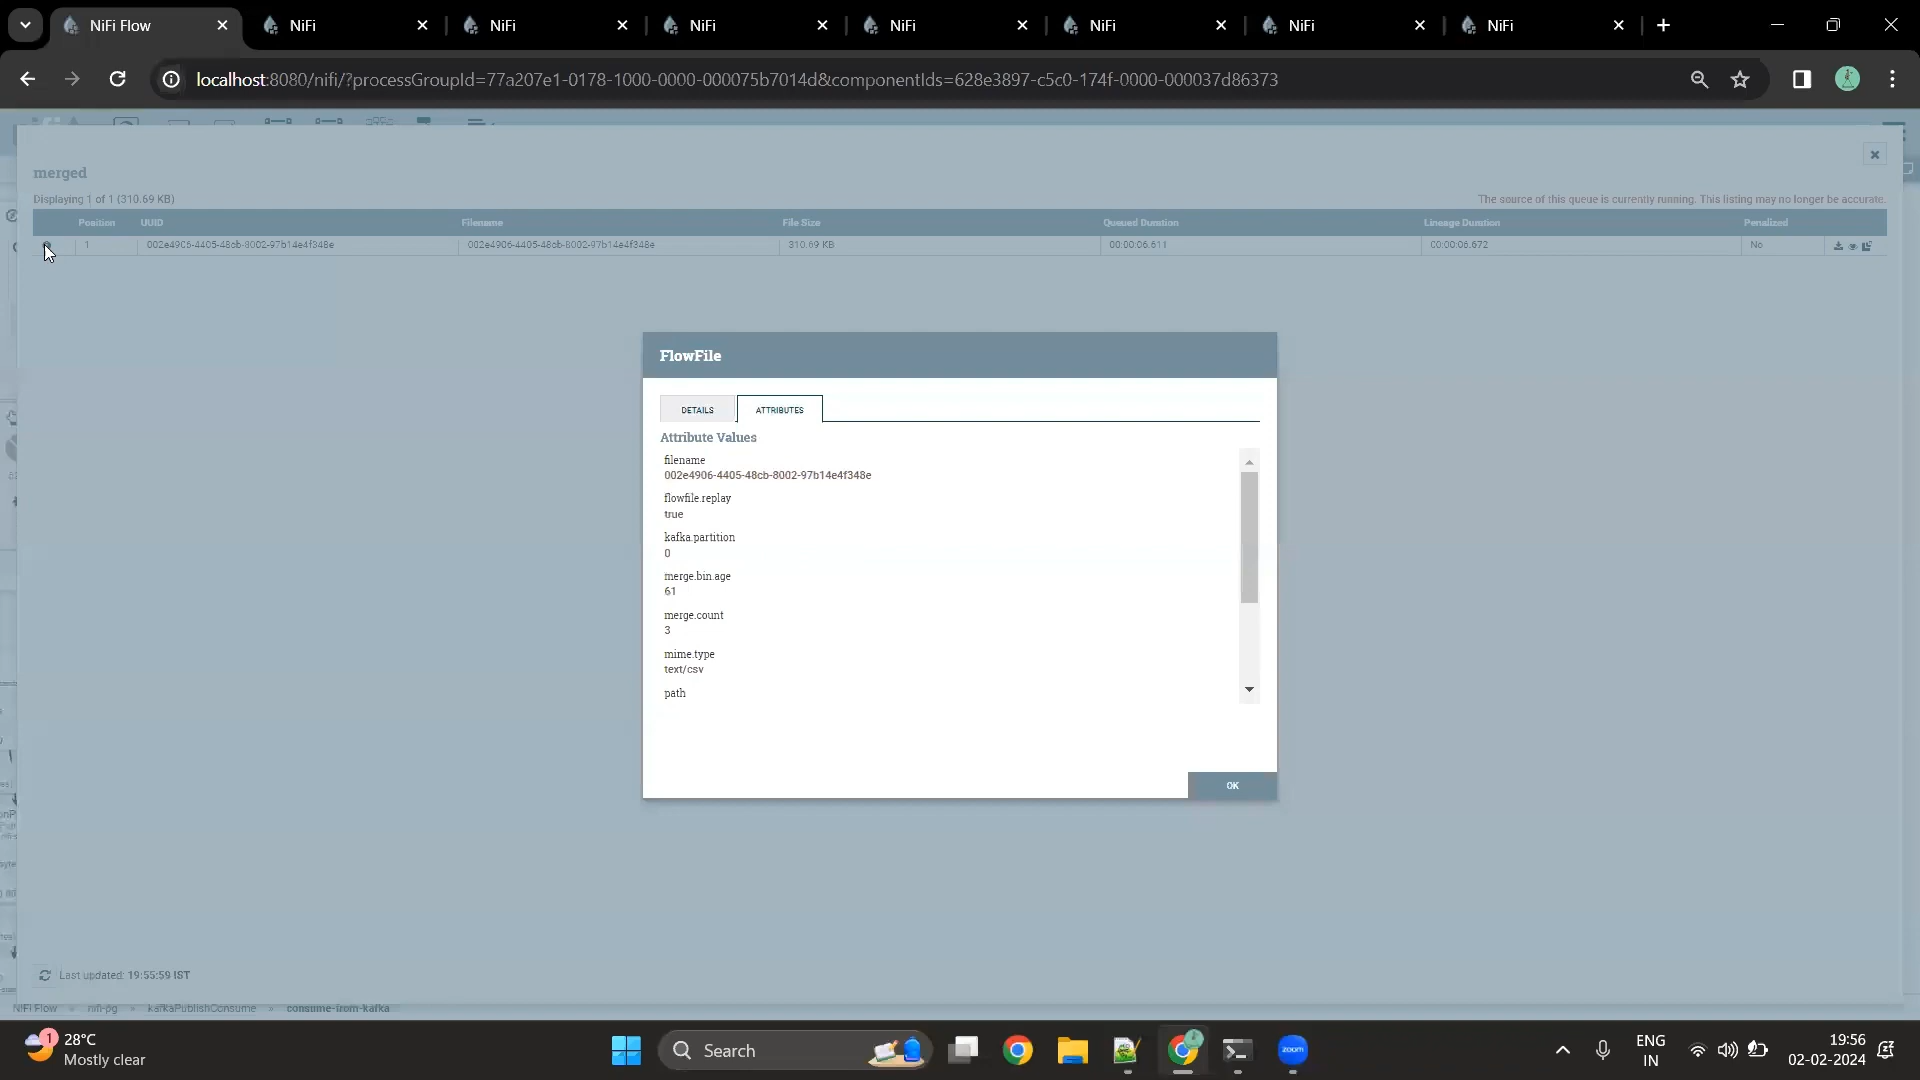 NiFi Flow
NiFi
NiFi
NiFi
NiFi
NiFi
NiFi
NiFi
localhost:8080/nifi/?processGroupId=77a207e1-0178-1000-0000-000075b7014d&componentIds=628e3897-c5c0-174f-0000-000037d86373
merged
Displaying 1 of 1 (310.69 KB)
The source of this queue is currently running. This listing may no longer be accurate.
Position UUID Filename File Size Queued Duration Lineage Duration Penalized
1 002e4906-4405-48cb-8002-97b14e4f348e 002e4906-4405-48cb-8002-97b14e4f348e 310.69 KB 00:00:06.611 00:00:06.672 No
FlowFile
DETAILS
ATTRIBUTES
Attribute Values
filename
002e4906-4405-48cb-8002-97b14e4f348e
flowfile.replay
true
kafka.partition
0
merge.bin.age
61
merge.count
3
mime.type
text/csv
path
OK
Last updated: 19:55:59 IST
NiFi Flow » nifi-pg » kafkaPublishConsume » consume-from-kafka
1
28°C
Mostly clear
Search
zoom
ENG
IN
19:56
02-02-2024